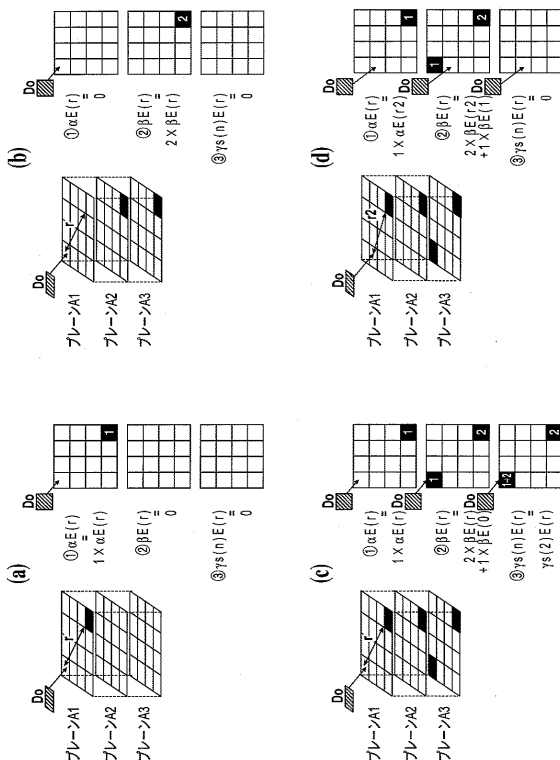 (a)
Do
プレーンA1
プレーンA2
プレーンA3
r
Do
①αE(r)
=
1×αE(r)
1
②βE(r)
=
0
③γs(n)E(r)
=
0
(b)
Do
プレーンA1
プレーンA2
プレーンA3
r
Do
①αE(r)
=
0
②βE(r)
=
2×βE(r)
2
③γs(n)E(r)
=
0
(c)
Do
プレーンA1
プレーンA2
プレーンA3
r
Do
①αE(r)
=
1×αE(r)
1
Do
②βE(r)
=
2×βE(r)
+1×βE(0)
1
2
Do
③γs(n)E(r)
=
γs(2)E(r)
1-2
2
(d)
Do
プレーンA1
プレーンA2
プレーンA3
r2
Do
①αE(r)
=
1×αE(r2)
1
②βE(r)
=
2×βE(r2)
+1×βE(1)
1
2
③γs(n)E(r)
=
0